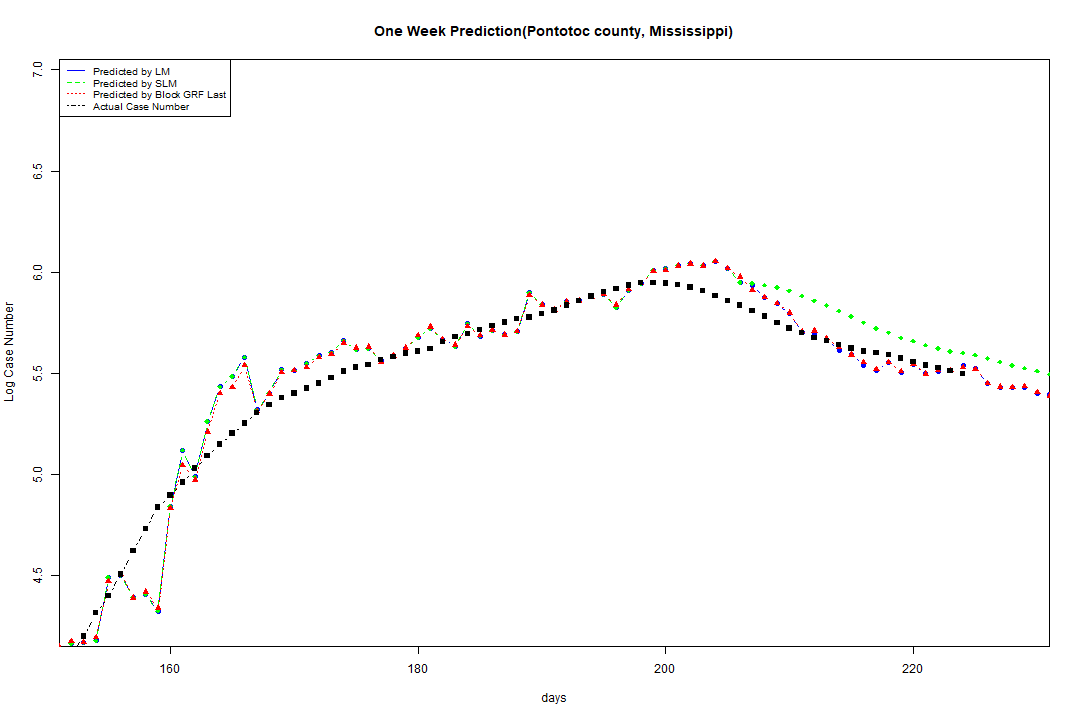 One Week Prediction(Pontotoc county, Mississippi)
Predicted by LM
Predicted by SLM
Predicted by Block GRF Last
Actual Case Number
7.0
6.5
6.0
5.5
5.0
4.5
Log Case Number
160
180
200
220
days